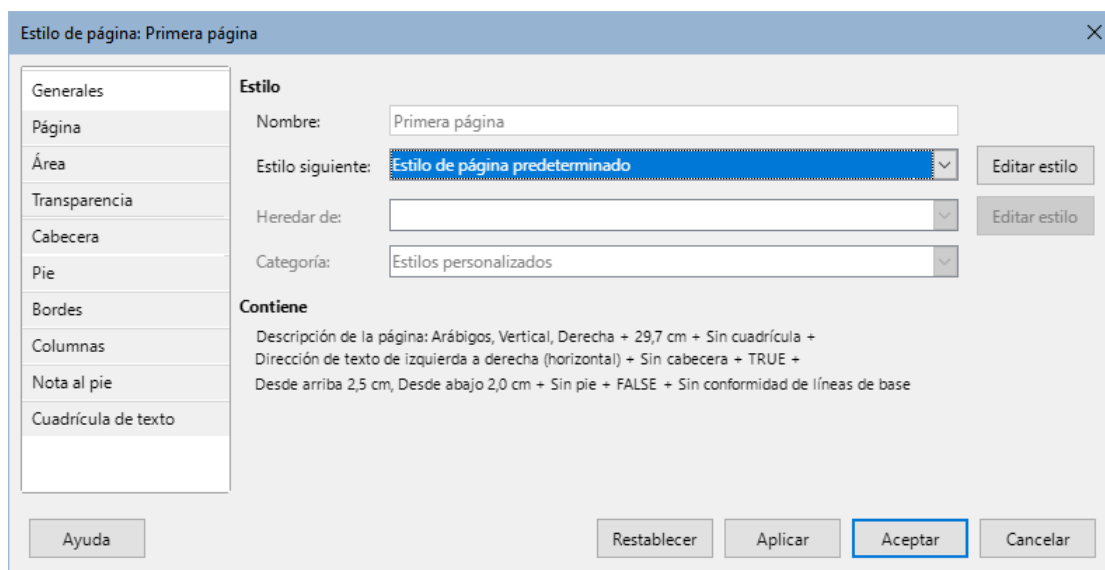 Estilo de página: Primera página
Generales
Página
Área
Transparencia
Cabecera
Pie
Bordes
Columnas
Nota al pie
Cuadrícula de texto
Estilo
Nombre: Primera página
Estilo siguiente: Estilo de página predeterminado Editar estilo
Heredar de: Editar estilo
Categoría: Estilos personalizados
Contiene
Descripción de la página: Arábigos, Vertical, Derecha + 29,7 cm + Sin cuadrícula +
Dirección de texto de izquierda a derecha (horizontal) + Sin cabecera + TRUE +
Desde arriba 2,5 cm, Desde abajo 2,0 cm + Sin pie + FALSE + Sin conformidad de líneas de base
Ayuda Restablecer Aplicar Aceptar Cancelar